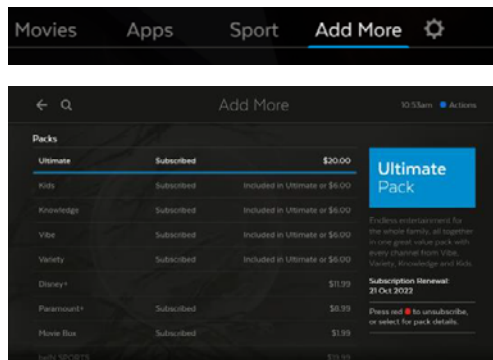 Movies Apps Sport Add More
Add More 10:53am Actions
Packs
Ultimate Subscribed $20.00
Kids Subscribed Included in Ultimate or $6.00
Knowledge Subscribed Included in Ultimate or $6.00
Vibe Subscribed Included in Ultimate or $6.00
Variety Subscribed Included in Ultimate or $6.00
Disney+ $11.99
Paramount+ Subscribed $8.99
Movie Box Subscribed $1.99
beIN SPORTS
Ultimate
Pack
Endless entertainment for
the whole family, all together
in one great value pack with
every channel from Vibe,
Variety, Knowledge and Kids.
Subscription Renewal:
21 Oct 2022
Press red to unsubscribe,
or select for pack details.